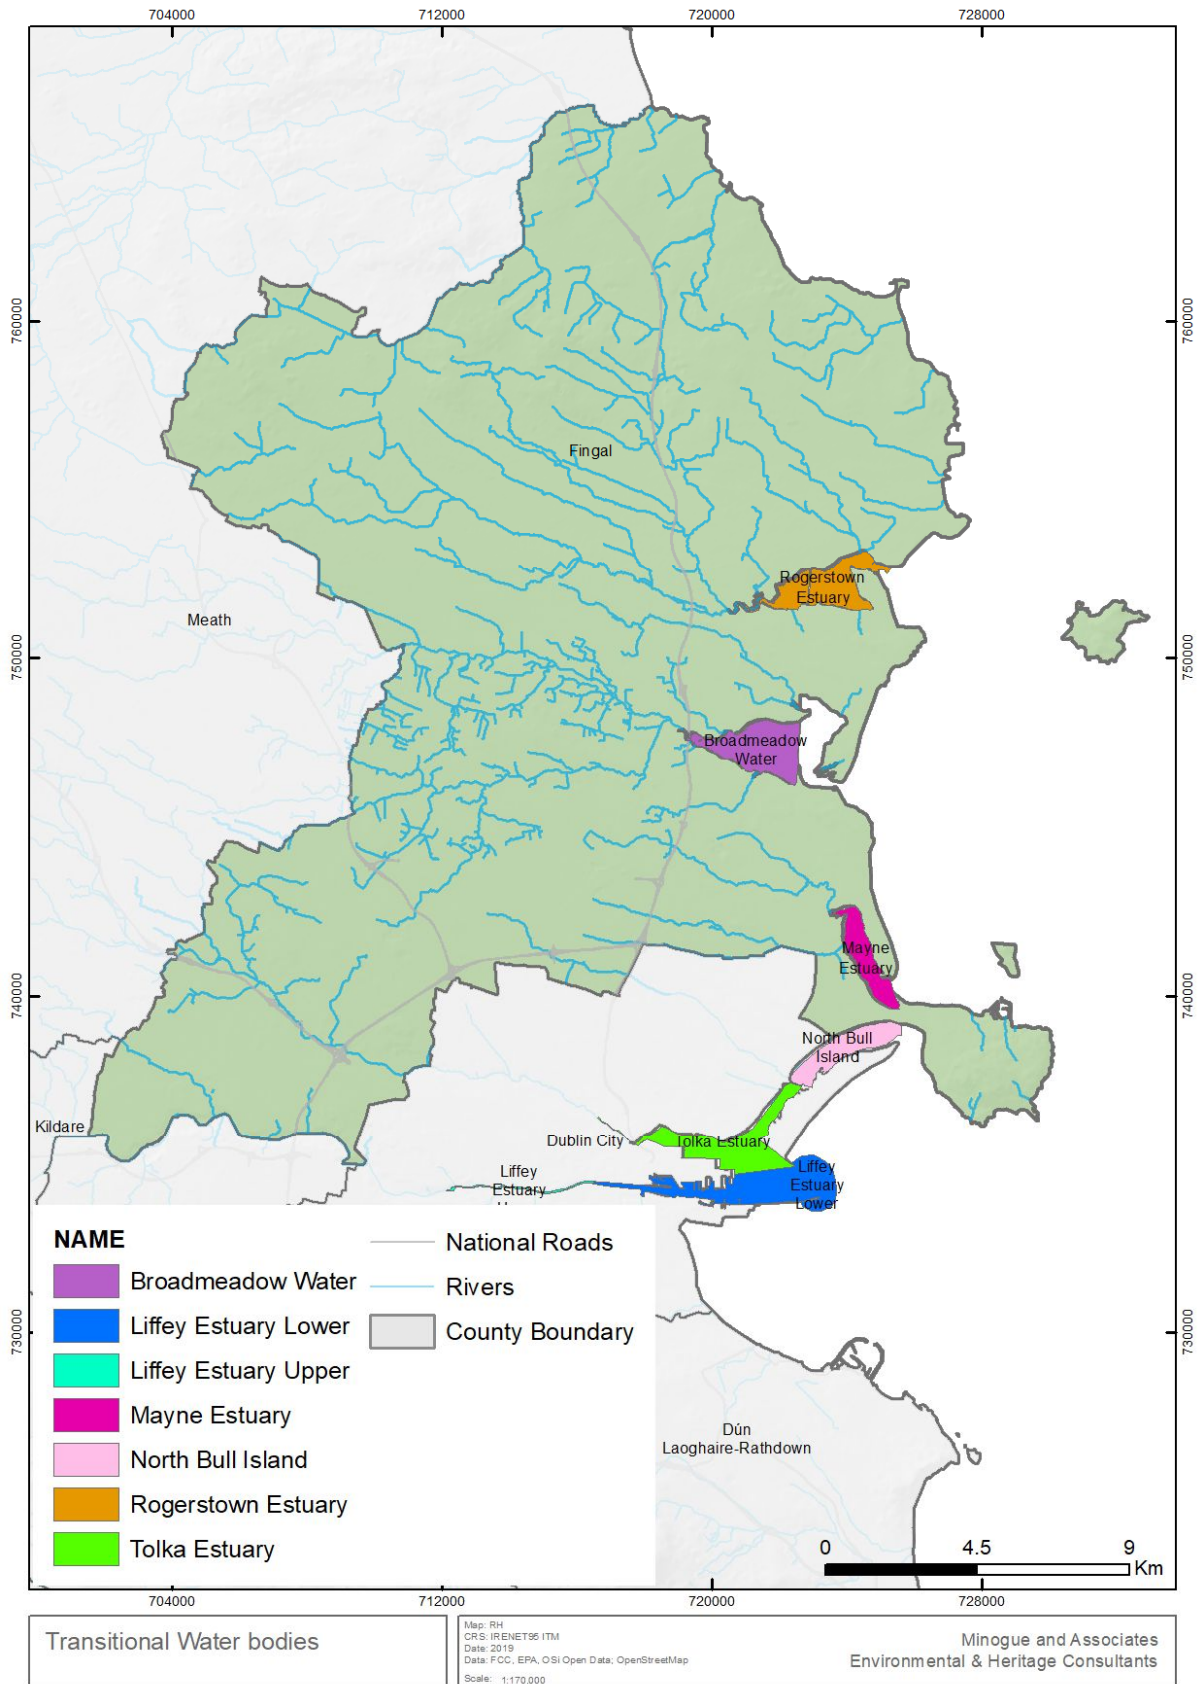 704000
712000
720000
728000
760000
760000
Fingal
Rogerstown
Estuary
Meath
750000
750000
Broadmeadow
Water
Mayne
Estuary
740000
740000
North Bull
Island
Kildare
Dublin City
Tolka Estuary
Liffey
Estuary
Liffey
Estuary
Lower
NAME
Broadmeadow Water
Liffey Estuary Lower
Liffey Estuary Upper
Mayne Estuary
North Bull Island
Rogerstown Estuary
Tolka Estuary
National Roads
Rivers
County Boundary
730000
730000
Dún
Laoghaire-Rathdown
0 4.5 9
Km
704000
712000
720000
728000
Transitional Water bodies
Map: RH
CRS: IRENET95 ITM
Date: 2019
Data: FCC, EPA, OSi Open Data; OpenStreetMap
Scale: 1:170,000
Minogue and Associates
Environmental & Heritage Consultants